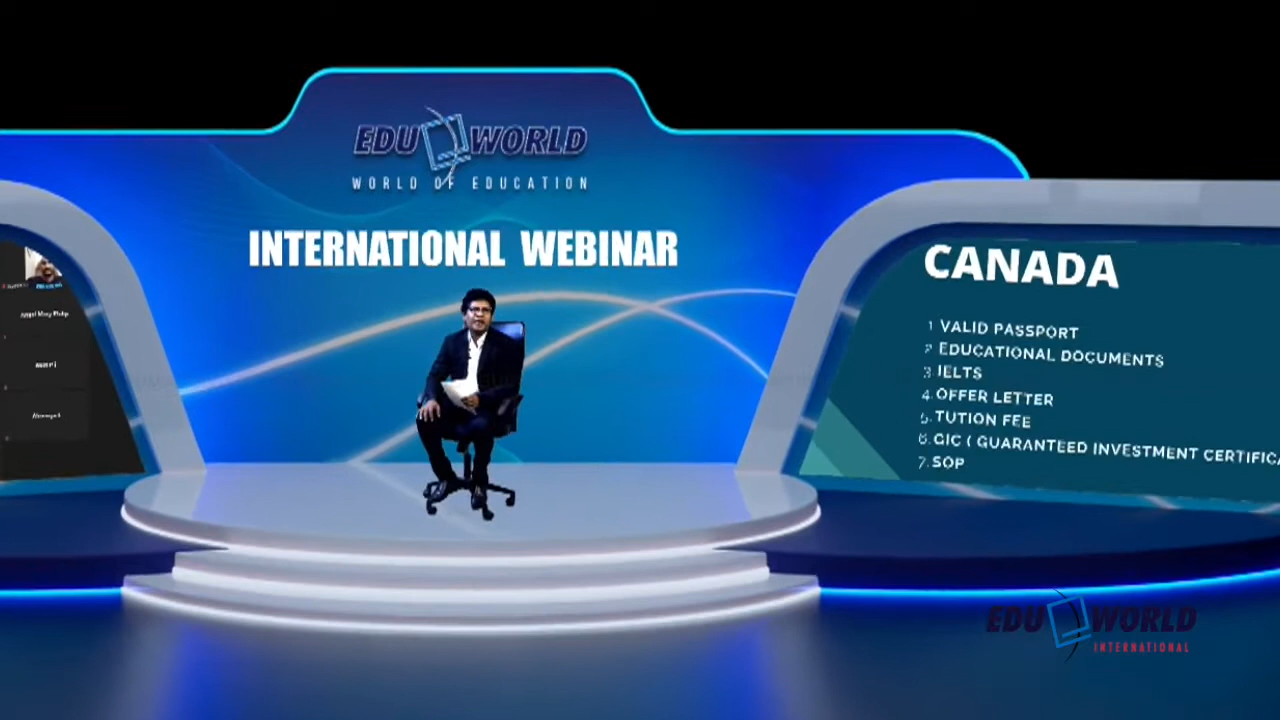 EDU WORLD
WORLD OF EDUCATION
INTERNATIONAL WEBINAR
CANADA
1 VALID PASSPORT
2 EDUCATIONAL DOCUMENTS
3 IELTS
4. OFFER LETTER
5. TUTION FEE
6. GIC ( GUARANTEED INVESTMENT CERTIFICA
7. SOP
EDU WORLD
INTERNATIONAL